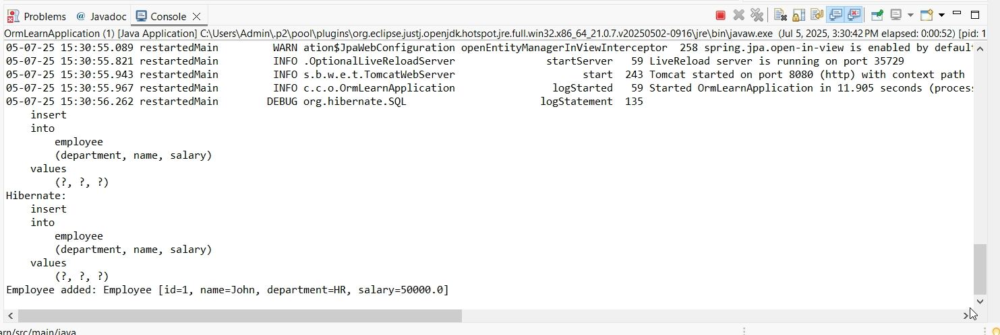 Problems @ Javadoc Console
OrmLearnApplication (1) [Java Application] C:\Users\Admin\.p2\pool\plugins\org.eclipse.justj.openjdk.hotspot.jre.full.win32.x86_64_21.0.7.v20250502-0916\jre\bin\javaw.exe (Jul 5, 2025, 3:30:42 PM elapsed: 0:00:52) [pid: 1
05-07-25 15:30:55.089 restartedMain WARN ation$JpaWebConfiguration openEntityManagerInViewInterceptor 258 spring.jpa.open-in-view is enabled by defaul
05-07-25 15:30:55.821 restartedMain INFO .OptionalLiveReloadServer startServer 59 LiveReload server is running on port 35729
05-07-25 15:30:55.943 restartedMain INFO s.b.w.e.t.TomcatWebServer start 243 Tomcat started on port 8080 (http) with context path
05-07-25 15:30:55.967 restartedMain INFO c.c.o.OrmLearnApplication logStarted 59 Started OrmLearnApplication in 11.905 seconds (proces
05-07-25 15:30:56.262 restartedMain DEBUG org.hibernate.SQL logStatement 135
insert
into
employee
(department, name, salary)
values
(?, ?, ?)
Hibernate:
insert
into
employee
(department, name, salary)
values
(?, ?, ?)
Employee added: Employee [id=1, name=John, department=HR, salary=50000.0]
arn/src/main/java